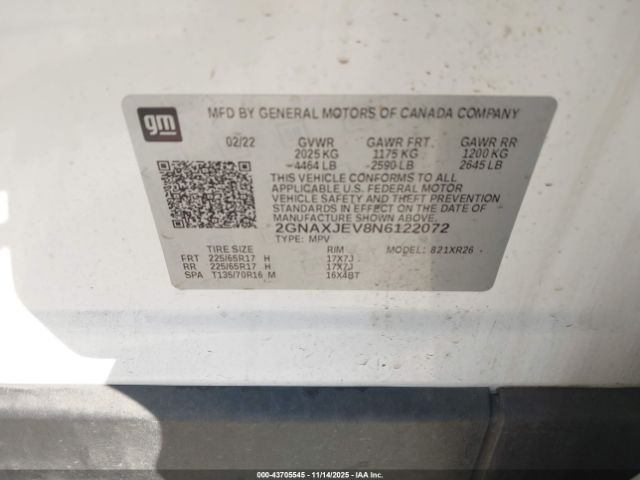 gm
MFD BY GENERAL MOTORS OF CANADA COMPANY
02/22 GVWR GAWR FRT. GAWR RR
2025 KG 1175 KG 1200 KG
=4464 LB =2590 LB 2645 LB
THIS VEHICLE CONFORMS TO ALL
APPLICABLE U.S. FEDERAL MOTOR
VEHICLE SAFETY AND THEFT PREVENTION
STANDARDS IN EFFECT ON THE DATE OF
MANUFACTURE SHOWN ABOVE.
2GNAXJEV8N6122072
TYPE: MPV MODEL: 821XR26
TIRE SIZE RIM
FRT 225/65R17 H 17X7J
RR 225/65R17 H 17X7J
SPA T135/70R16 M 16X4BT
000-43705545 - 11/14/2025 - IAA, Inc.